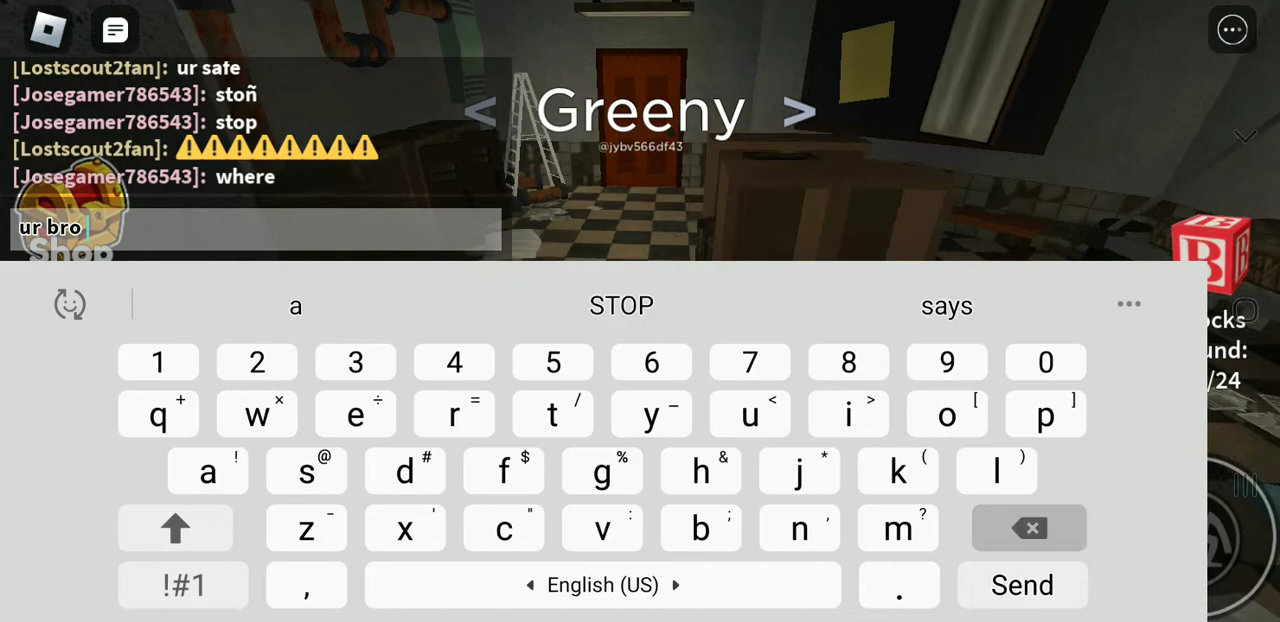 [Lostscout2fan]: ur safe
[Josegamer786543]: stoñ
[Josegamer786543]: stop
[Lostscout2fan]: ⚠⚠⚠⚠⚠⚠⚠⚠
[Josegamer786543]: where
ur bro
Shop
< Greeny >
@jybv566df43
B
ocks
und:
/24
a STOP says
1 2 3 4 5 6 7 8 9 0
q + w × e ÷ r = t / y _ u < i > o [ p ]
a ! s @ d # f $ g % h & j * k ( l )
z - x ' c " v : b ; n , m ?
!#1 , English (US) . Send